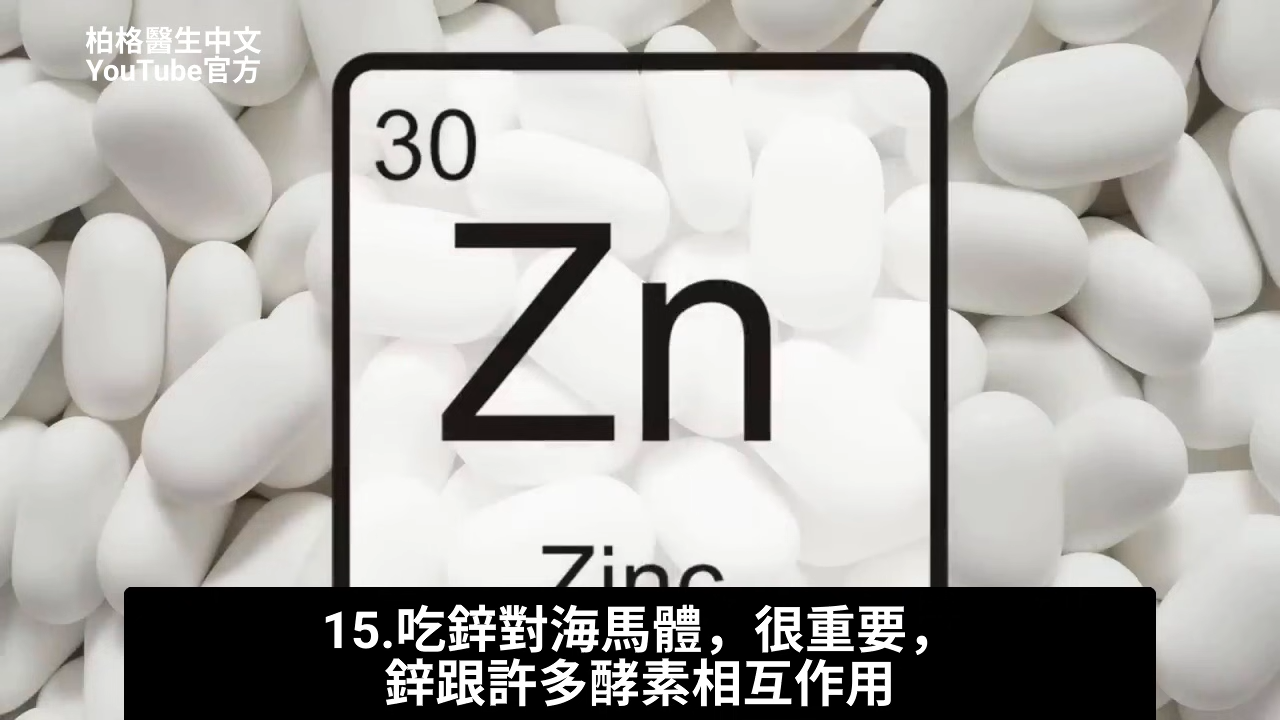 柏格醫生中文
YouTube官方
30
Zn
Zinc
15.吃鋅對海馬體，很重要，
鋅跟許多酵素相互作用